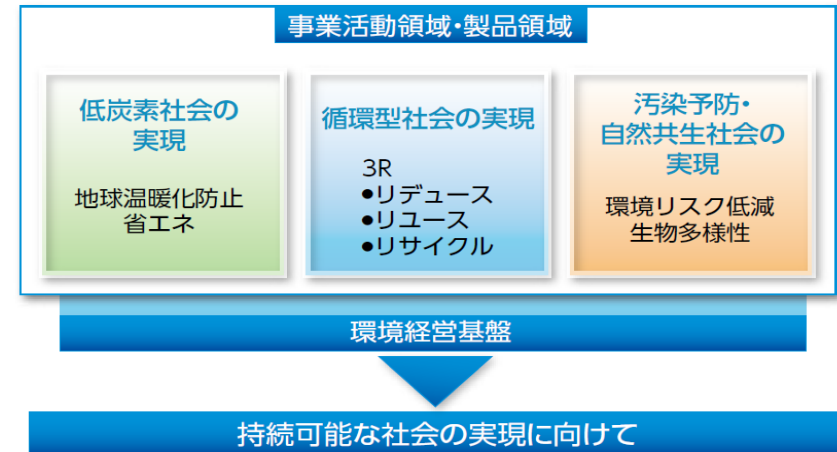 事業活動領域・製品領域
低炭素社会の
実現
地球温暖化防止
省エネ
循環型社会の実現
3R
●リデュース
●リユース
●リサイクル
汚染予防・
自然共生社会の
実現
環境リスク低減
生物多様性
環境経営基盤
持続可能な社会の実現に向けて